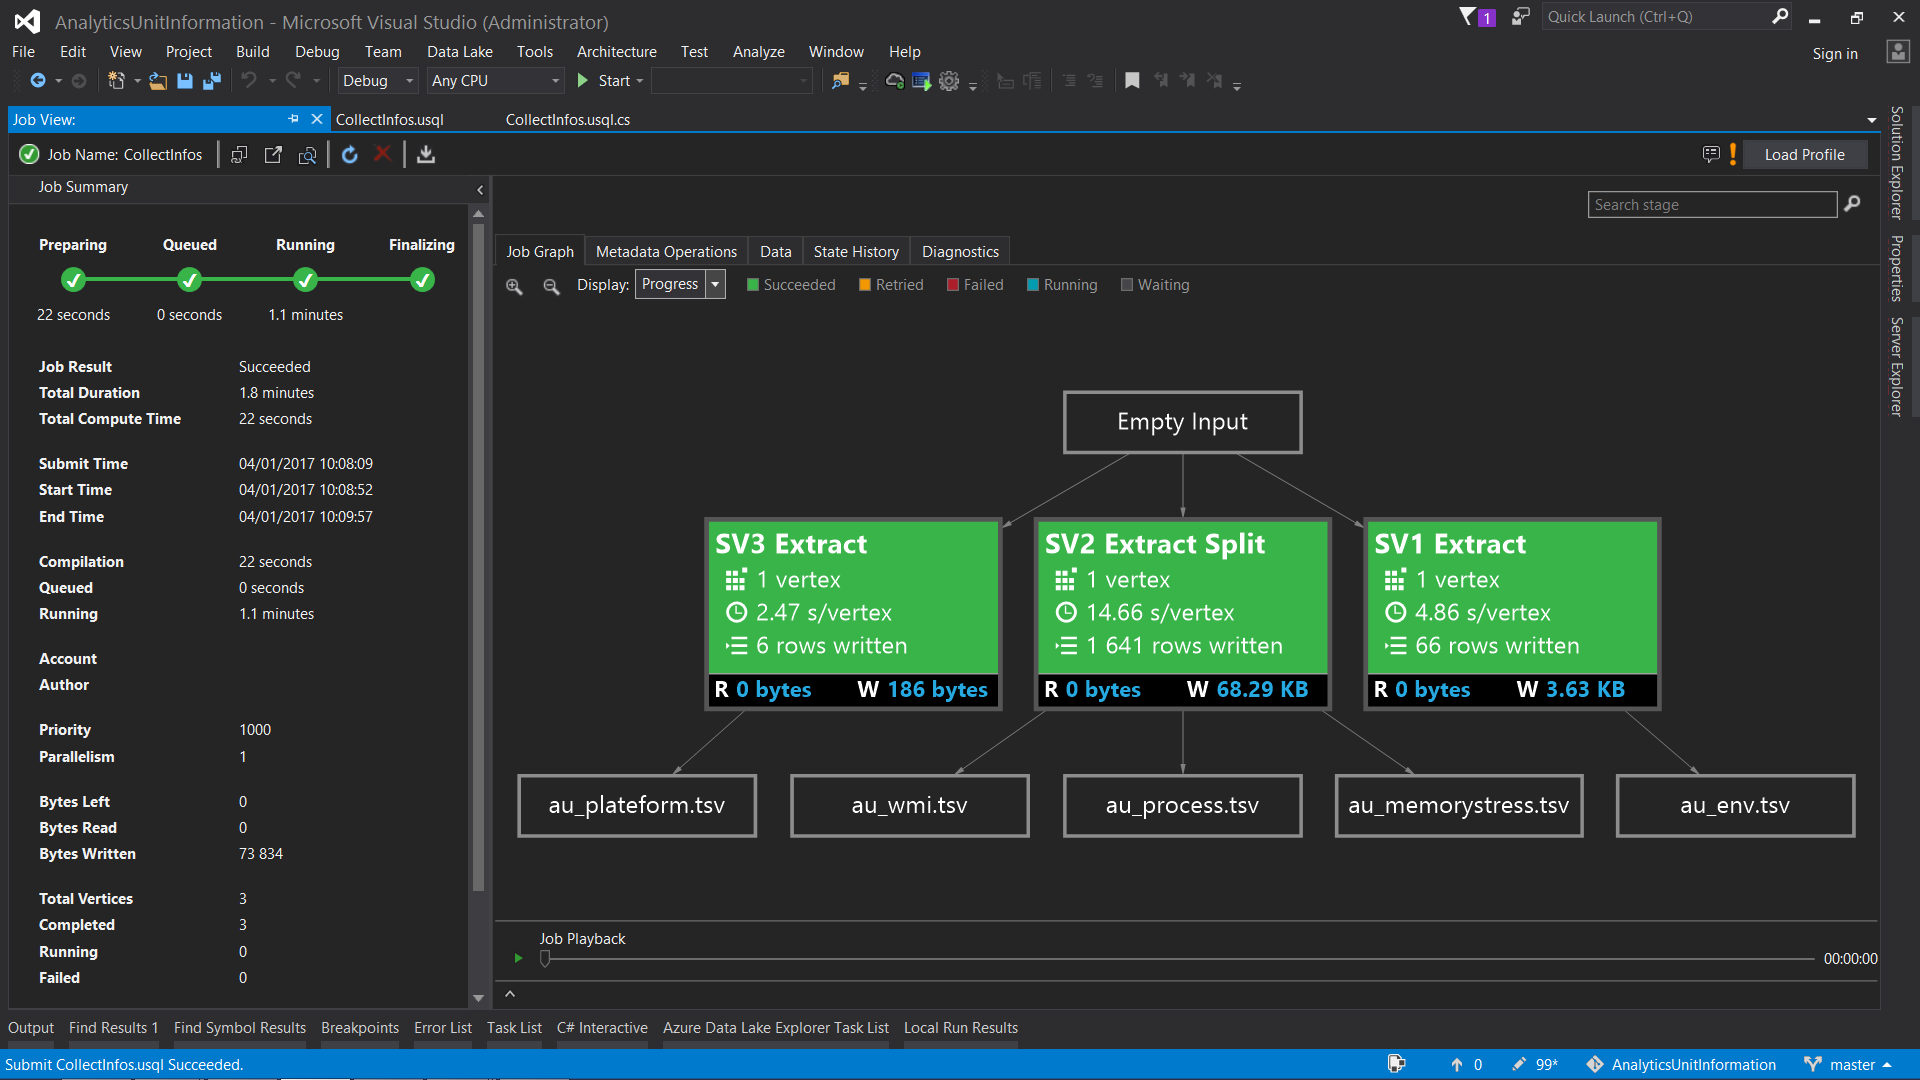 AnalyticsUnitInformation - Microsoft Visual Studio (Administrator)
1
Quick Launch (Ctrl+Q)
File Edit View Project Build Debug Team Data Lake Tools Architecture Test Analyze Window Help
Sign in
Debug Any CPU Start
Job View: CollectInfos.usql CollectInfos.usql.cs
Job Name: CollectInfos
! Load Profile
Solution Explorer
Properties
Server Explorer
Job Summary
Search stage
Preparing Queued Running Finalizing
22 seconds 0 seconds 1.1 minutes
Job Result Succeeded
Total Duration 1.8 minutes
Total Compute Time 22 seconds
Submit Time 04/01/2017 10:08:09
Start Time 04/01/2017 10:08:52
End Time 04/01/2017 10:09:57
Compilation 22 seconds
Queued 0 seconds
Running 1.1 minutes
Account
Author
Priority 1000
Parallelism 1
Bytes Left 0
Bytes Read 0
Bytes Written 73 834
Total Vertices 3
Completed 3
Running 0
Failed 0
Job Graph Metadata Operations Data State History Diagnostics
Display: Progress Succeeded Retried Failed Running Waiting
Empty Input
SV3 Extract
1 vertex
2.47 s/vertex
6 rows written
R 0 bytes W 186 bytes
SV2 Extract Split
1 vertex
14.66 s/vertex
1 641 rows written
R 0 bytes W 68.29 KB
SV1 Extract
1 vertex
4.86 s/vertex
66 rows written
R 0 bytes W 3.63 KB
au_plateform.tsv au_wmi.tsv au_process.tsv au_memorystress.tsv au_env.tsv
Job Playback
00:00:00
Output Find Results 1 Find Symbol Results Breakpoints Error List Task List C# Interactive Azure Data Lake Explorer Task List Local Run Results
Submit CollectInfos.usql Succeeded. 0 99* AnalyticsUnitInformation master